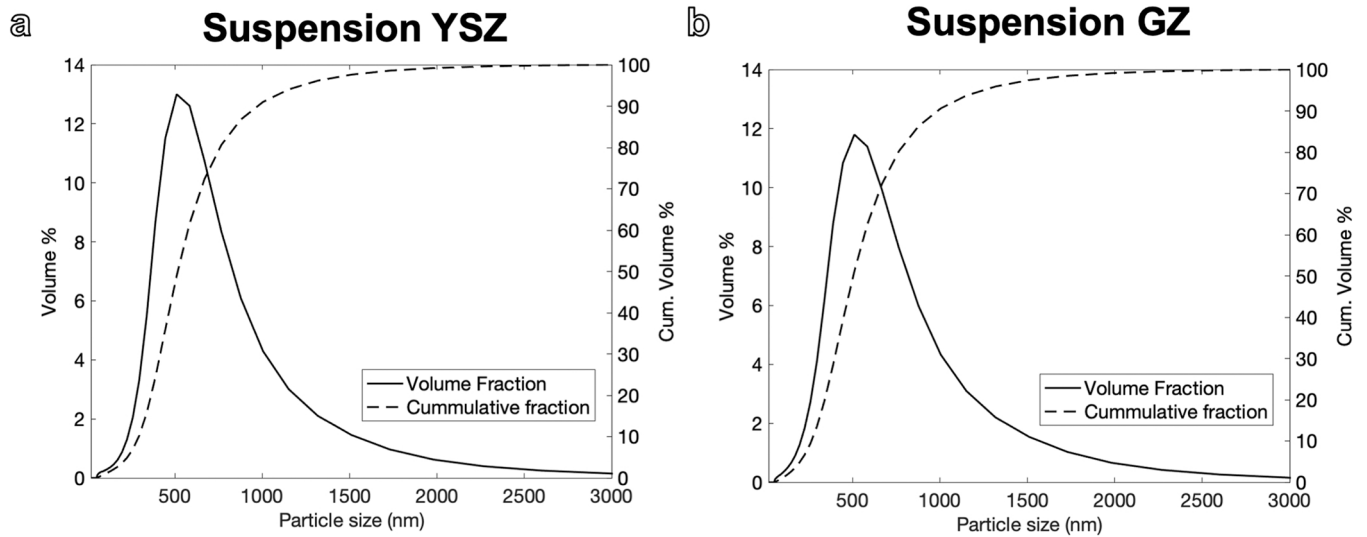 a
Suspension YSZ
14
12
10
8
6
4
2
0
Volume %
100
90
80
70
60
50
40
30
20
10
0
Cum. Volume %
Volume Fraction
Cummulative fraction
500 1000 1500 2000 2500 3000
Particle size (nm)
b
Suspension GZ
14
12
10
8
6
4
2
0
Volume %
100
90
80
70
60
50
40
30
20
10
0
Cum. Volume %
Volume Fraction
Cummulative fraction
500 1000 1500 2000 2500 3000
Particle size (nm)